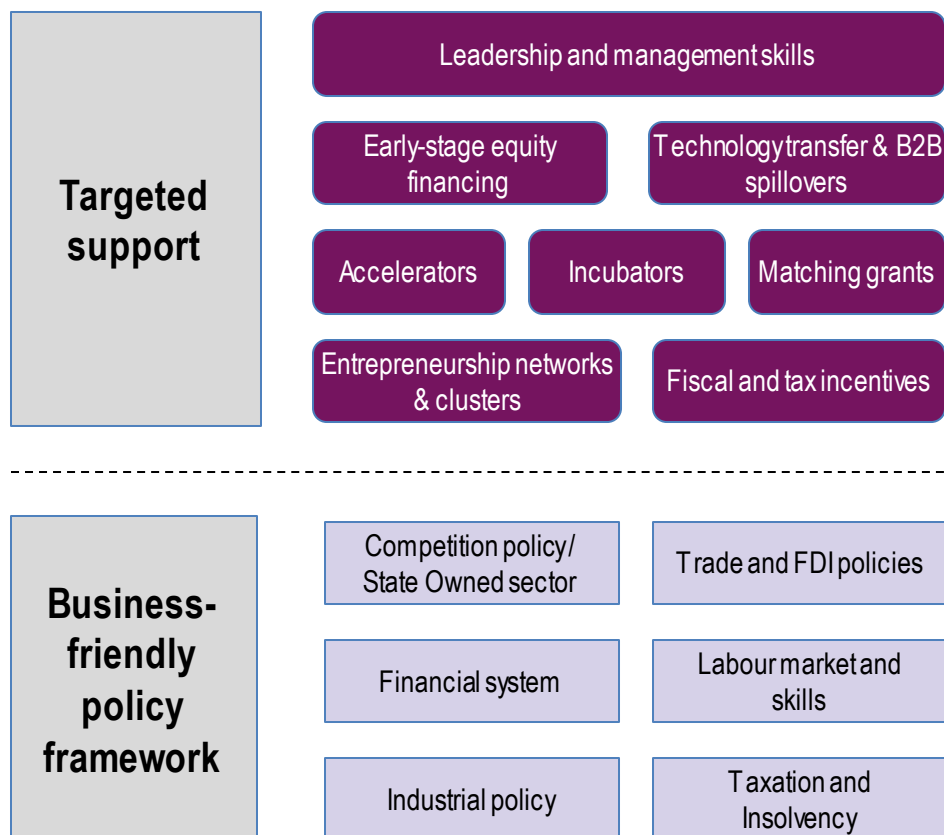 Targeted
support
Leadership and management skills
Early-stage equity
financing
Technology transfer & B2B
spillovers
Accelerators
Incubators
Matching grants
Entrepreneurship networks
& clusters
Fiscal and tax incentives
Business-
friendly
policy
framework
Competition policy/
State Owned sector
Trade and FDI policies
Financial system
Labour market and
skills
Industrial policy
Taxation and
Insolvency